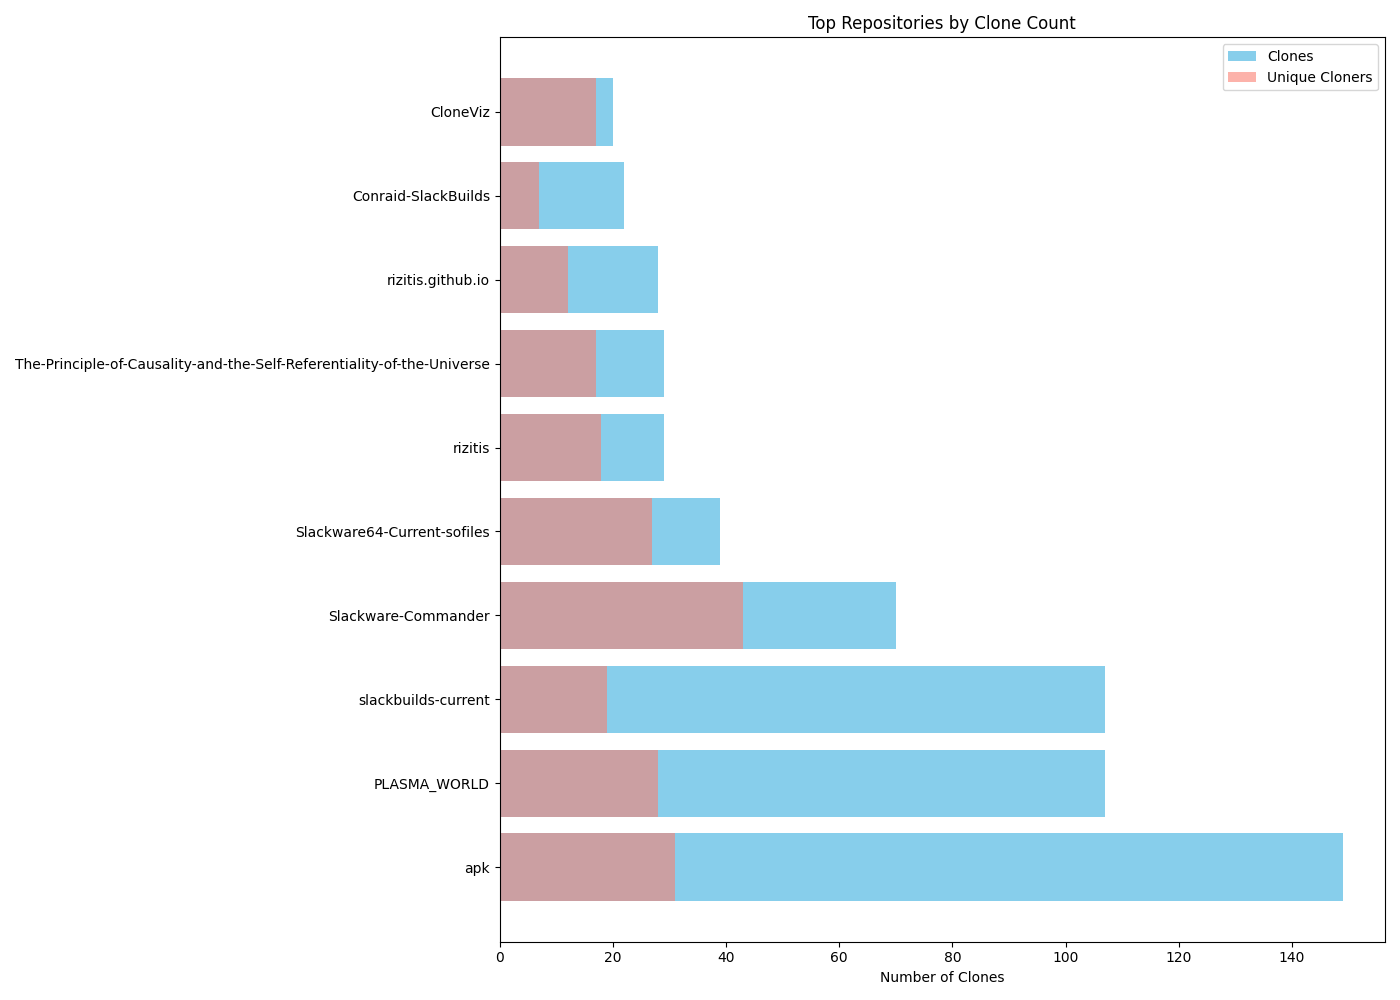 Top Repositories by Clone Count
Clones
Unique Cloners
CloneViz
Conraid-SlackBuilds
rizitis.github.io
The-Principle-of-Causality-and-the-Self-Referentiality-of-the-Universe
rizitis
Slackware64-Current-sofiles
Slackware-Commander
slackbuilds-current
PLASMA_WORLD
apk
0 20 40 60 80 100 120 140
Number of Clones